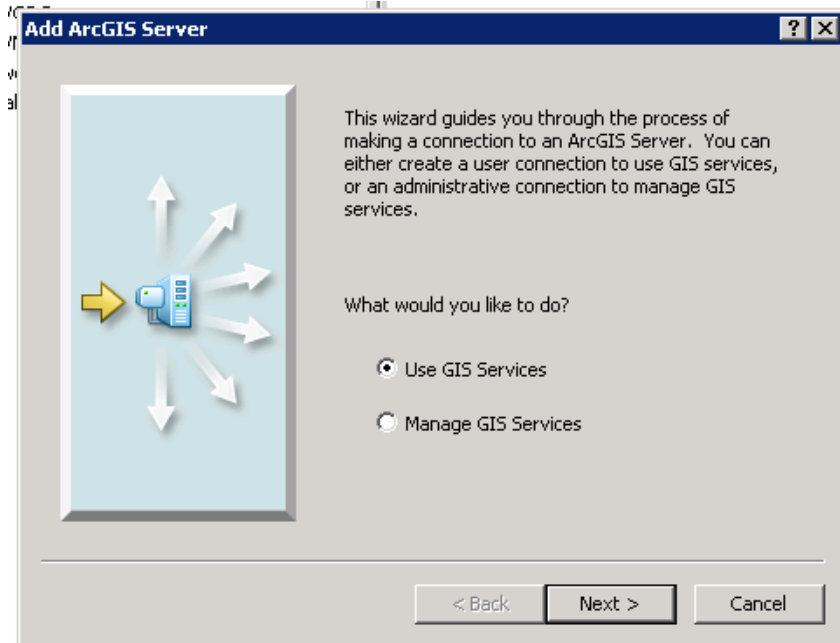 Add ArcGIS Server
This wizard guides you through the process of
making a connection to an ArcGIS Server. You can
either create a user connection to use GIS services,
or an administrative connection to manage GIS
services.
What would you like to do?
Use GIS Services
Manage GIS Services
< Back
Next >
Cancel